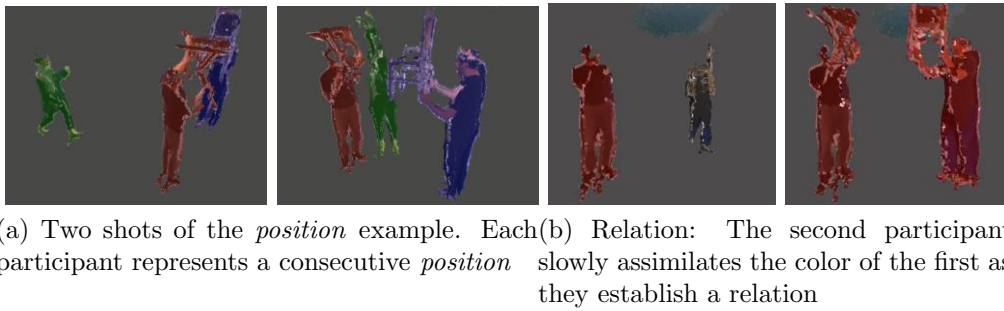 (a) Two shots of the position example. Each
participant represents a consecutive position
(b) Relation: The second participant
slowly assimilates the color of the first as
they establish a relation